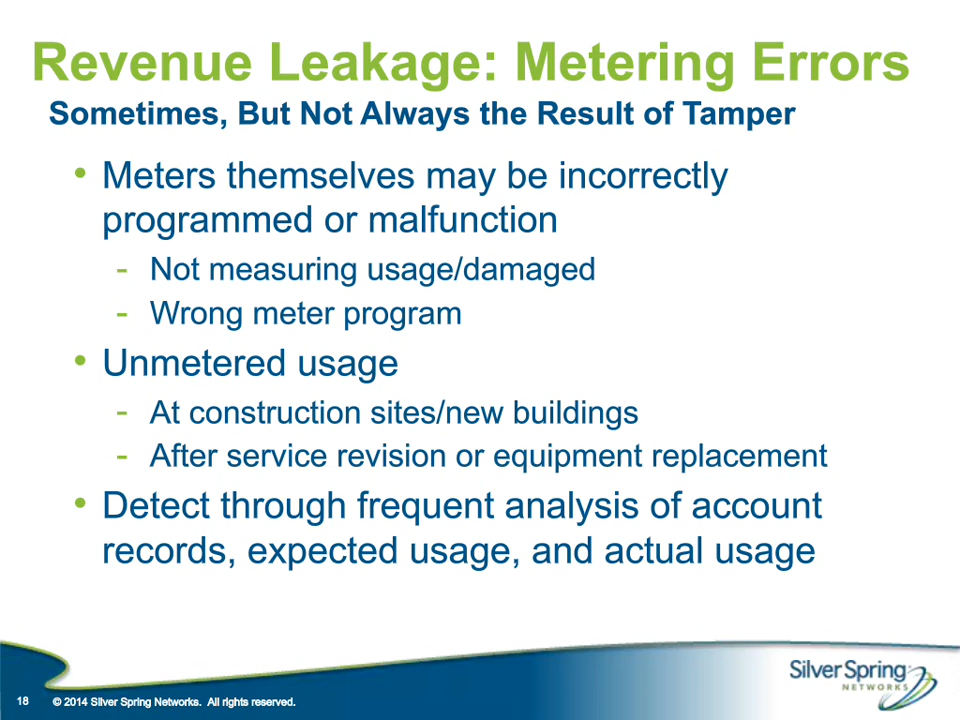 Revenue Leakage: Metering Errors
Sometimes, But Not Always the Result of Tamper
• Meters themselves may be incorrectly
programmed or malfunction
- Not measuring usage/damaged
- Wrong meter program
• Unmetered usage
- At construction sites/new buildings
- After service revision or equipment replacement
• Detect through frequent analysis of account
records, expected usage, and actual usage
Silver Spring
NETWORKS
18 © 2014 Silver Spring Networks. All rights reserved.